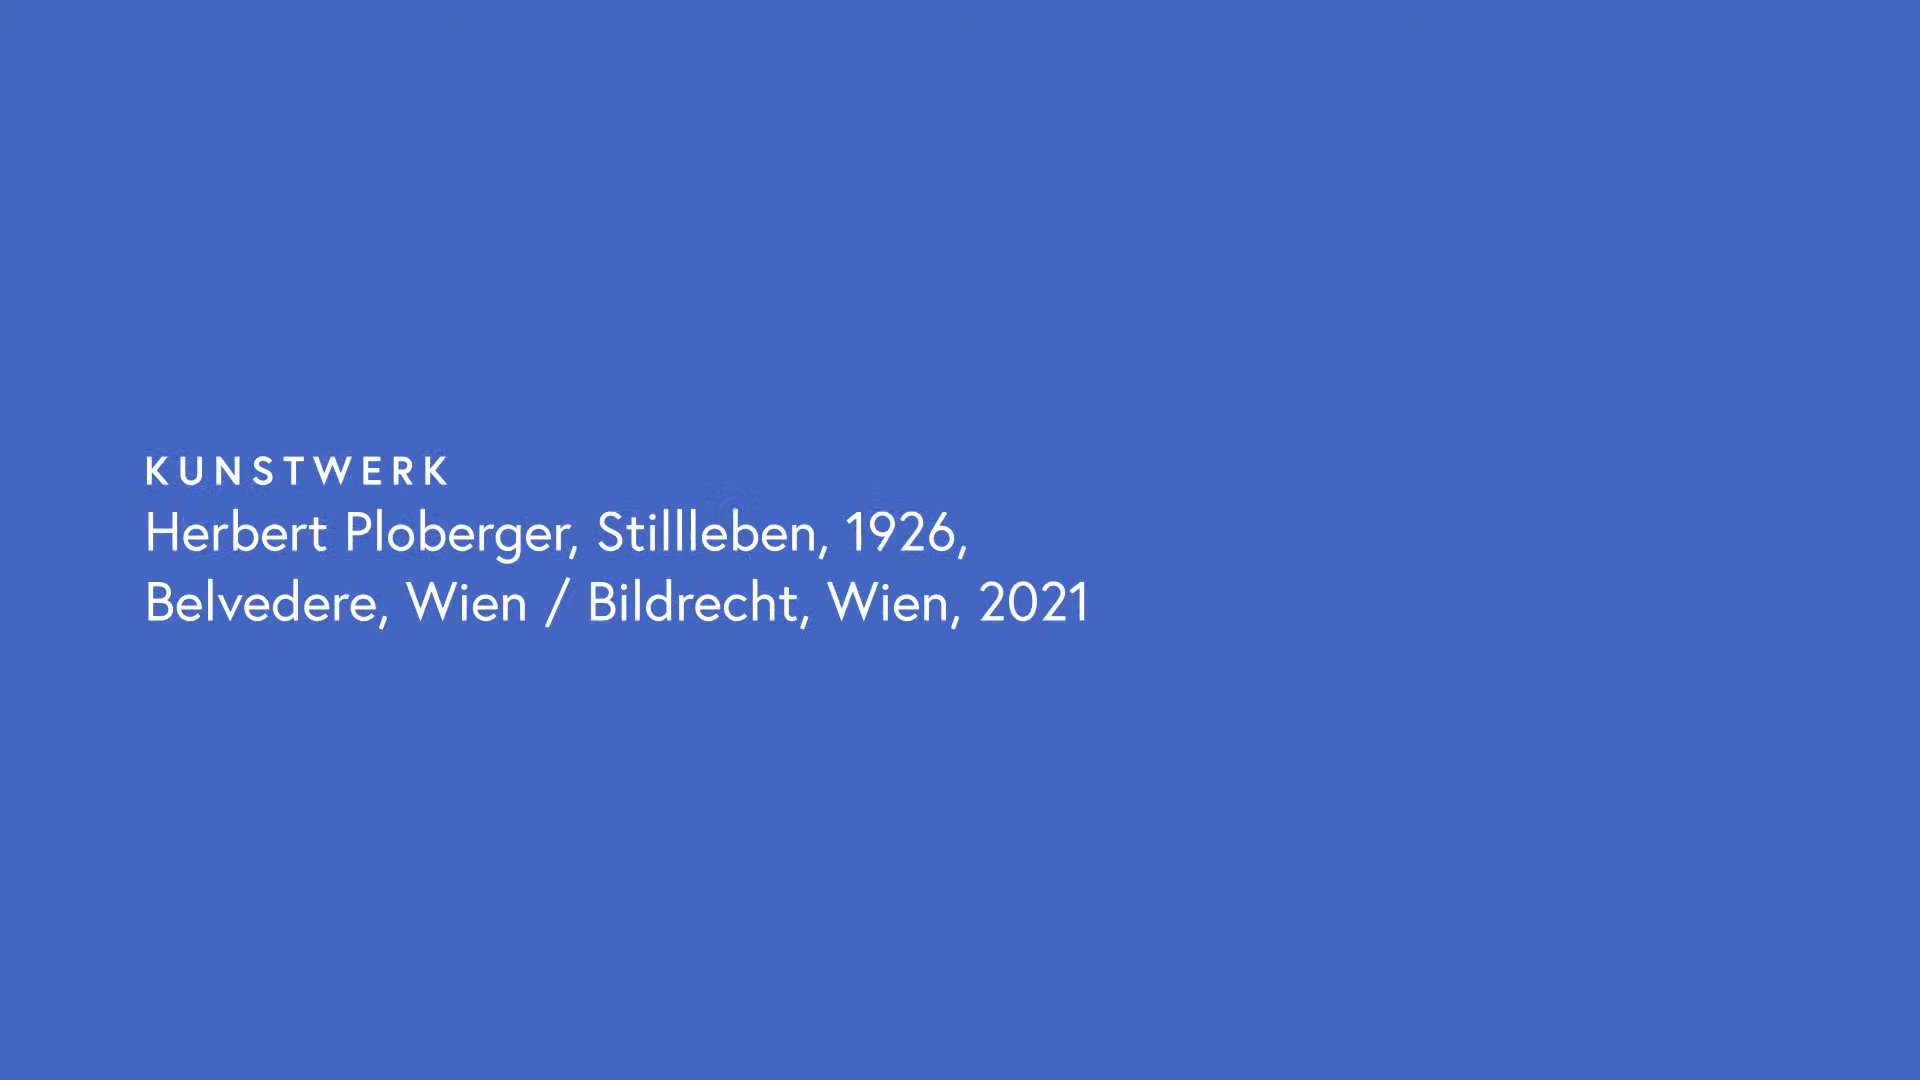 KUNSTWERK
Herbert Ploberger, Stillleben, 1926,
Belvedere, Wien / Bildrecht, Wien, 2021